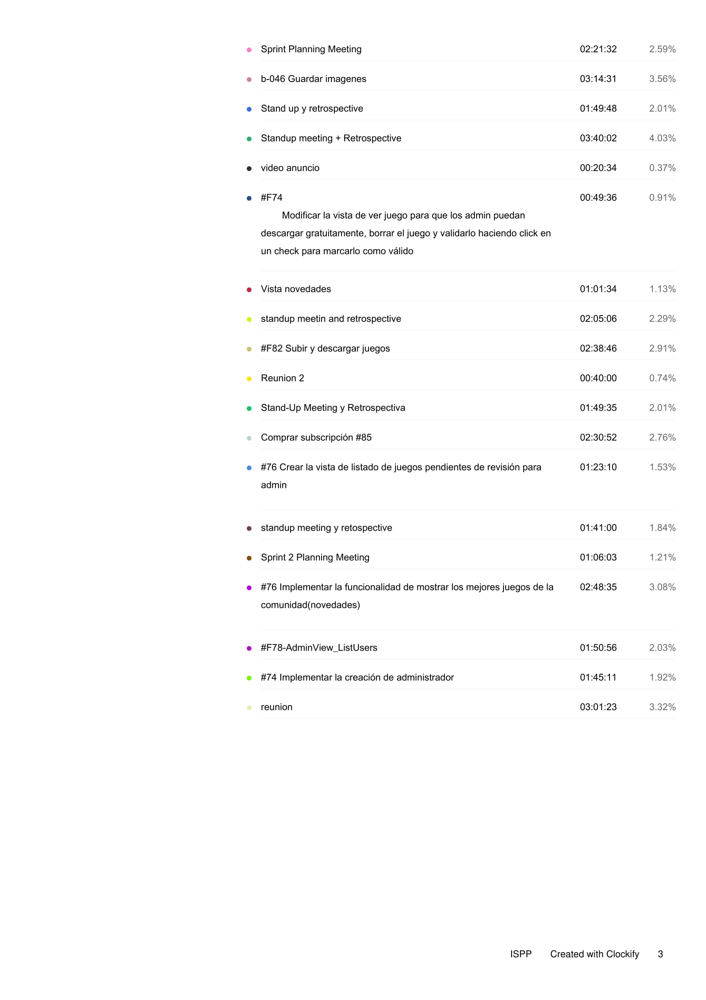 Sprint Planning Meeting 02:21:32 2.59%
b-046 Guardar imagenes 03:14:31 3.56%
Stand up y retrospective 01:49:48 2.01%
Standup meeting + Retrospective 03:40:02 4.03%
video anuncio 00:20:34 0.37%
#F74 00:49:36 0.91%
Modificar la vista de ver juego para que los admin puedan
descargar gratuitamente, borrar el juego y validarlo haciendo click en
un check para marcarlo como válido
Vista novedades 01:01:34 1.13%
standup meetin and retrospective 02:05:06 2.29%
#F82 Subir y descargar juegos 02:38:46 2.91%
Reunion 2 00:40:00 0.74%
Stand-Up Meeting y Retrospectiva 01:49:35 2.01%
Comprar subscripción #85 02:30:52 2.76%
#76 Crear la vista de listado de juegos pendientes de revisión para 01:23:10 1.53%
admin
standup meeting y retospective 01:41:00 1.84%
Sprint 2 Planning Meeting 01:06:03 1.21%
#76 Implementar la funcionalidad de mostrar los mejores juegos de la 02:48:35 3.08%
comunidad(novedades)
#F78-AdminView_ListUsers 01:50:56 2.03%
#74 Implementar la creación de administrador 01:45:11 1.92%
reunion 03:01:23 3.32%
ISPP Created with Clockify 3